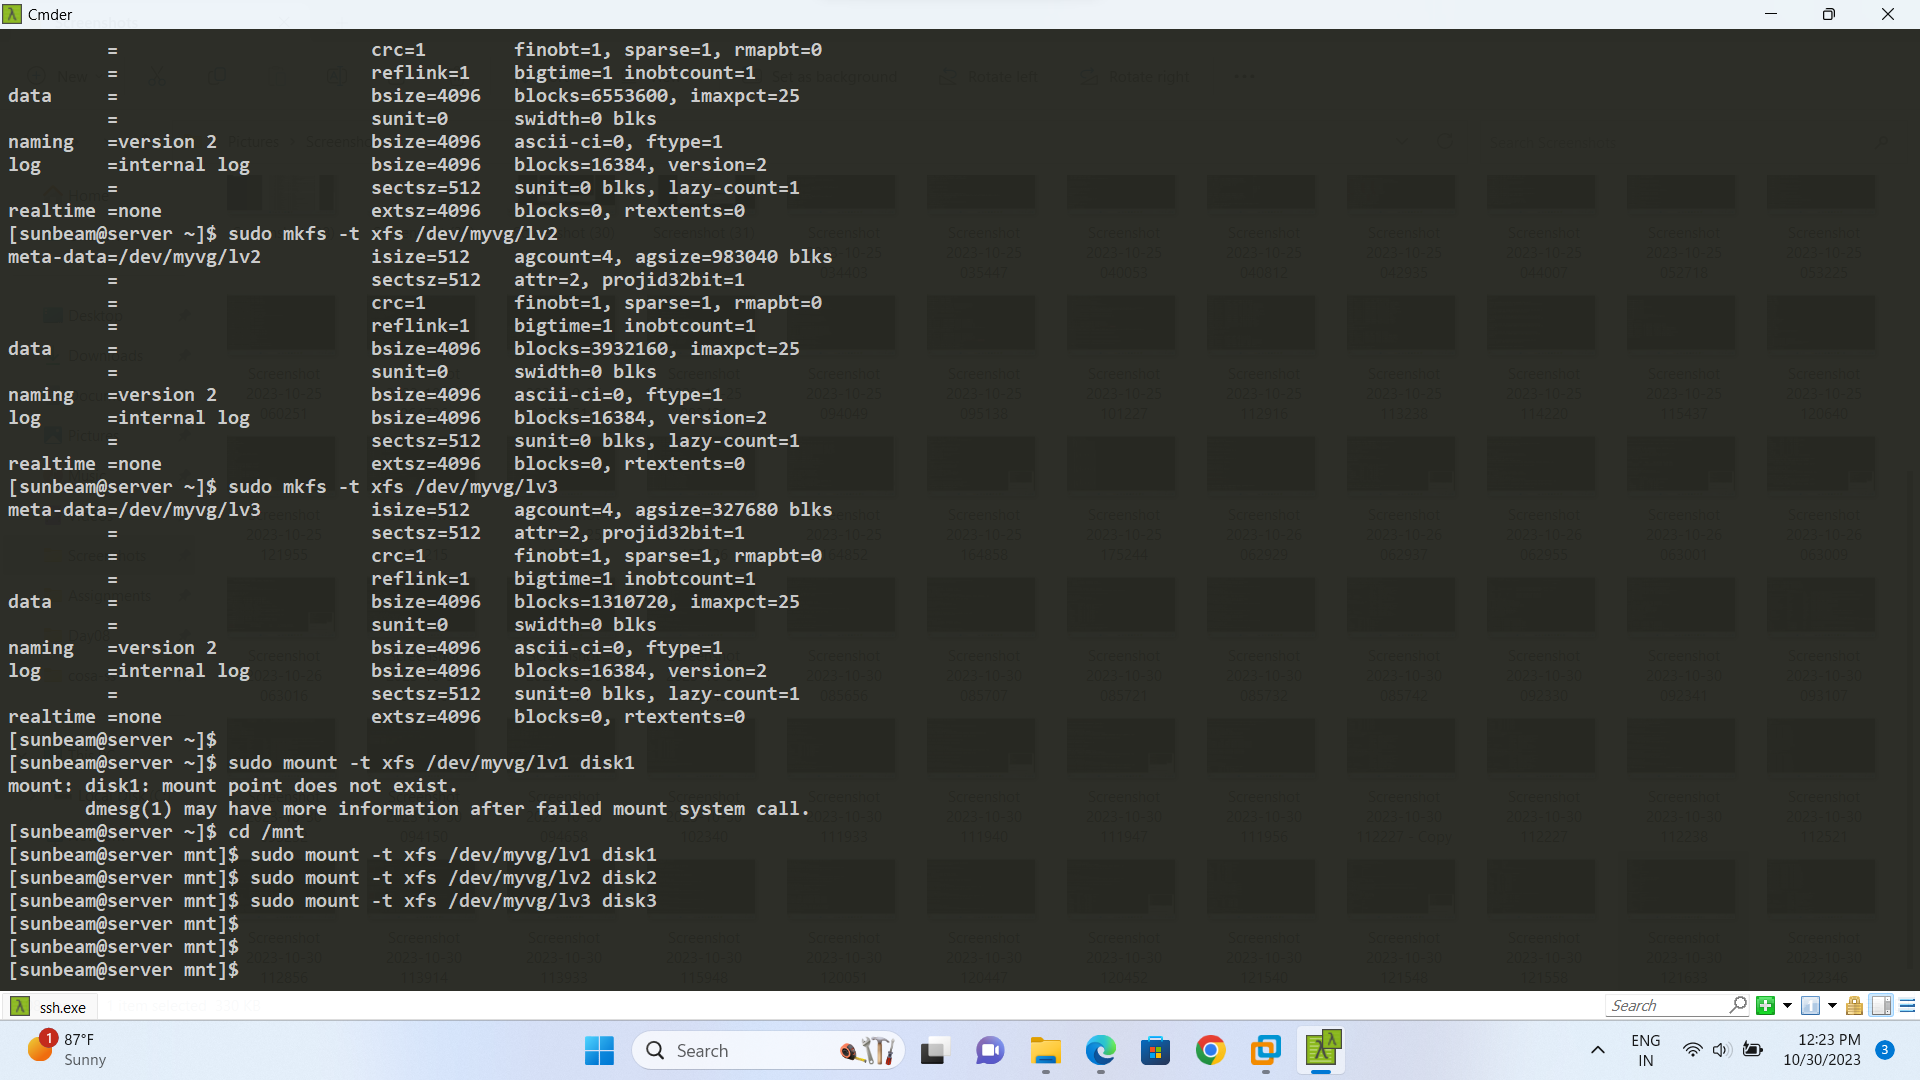 Cmder
= crc=1 finobt=1, sparse=1, rmapbt=0
= reflink=1 bigtime=1 inobtcount=1
data = bsize=4096 blocks=6553600, imaxpct=25
= sunit=0 swidth=0 blks
naming =version 2 bsize=4096 ascii-ci=0, ftype=1
log =internal log bsize=4096 blocks=16384, version=2
= sectsz=512 sunit=0 blks, lazy-count=1
realtime =none extsz=4096 blocks=0, rtextents=0
[sunbeam@server ~]$ sudo mkfs -t xfs /dev/myvg/lv2
meta-data=/dev/myvg/lv2 isize=512 agcount=4, agsize=983040 blks
= sectsz=512 attr=2, projid32bit=1
= crc=1 finobt=1, sparse=1, rmapbt=0
= reflink=1 bigtime=1 inobtcount=1
data = bsize=4096 blocks=3932160, imaxpct=25
= sunit=0 swidth=0 blks
naming =version 2 bsize=4096 ascii-ci=0, ftype=1
log =internal log bsize=4096 blocks=16384, version=2
= sectsz=512 sunit=0 blks, lazy-count=1
realtime =none extsz=4096 blocks=0, rtextents=0
[sunbeam@server ~]$ sudo mkfs -t xfs /dev/myvg/lv3
meta-data=/dev/myvg/lv3 isize=512 agcount=4, agsize=327680 blks
= sectsz=512 attr=2, projid32bit=1
= crc=1 finobt=1, sparse=1, rmapbt=0
= reflink=1 bigtime=1 inobtcount=1
data = bsize=4096 blocks=1310720, imaxpct=25
= sunit=0 swidth=0 blks
naming =version 2 bsize=4096 ascii-ci=0, ftype=1
log =internal log bsize=4096 blocks=16384, version=2
= sectsz=512 sunit=0 blks, lazy-count=1
realtime =none extsz=4096 blocks=0, rtextents=0
[sunbeam@server ~]$
[sunbeam@server ~]$ sudo mount -t xfs /dev/myvg/lv1 disk1
mount: disk1: mount point does not exist.
dmesg(1) may have more information after failed mount system call.
[sunbeam@server ~]$ cd /mnt
[sunbeam@server mnt]$ sudo mount -t xfs /dev/myvg/lv1 disk1
[sunbeam@server mnt]$ sudo mount -t xfs /dev/myvg/lv2 disk2
[sunbeam@server mnt]$ sudo mount -t xfs /dev/myvg/lv3 disk3
[sunbeam@server mnt]$
[sunbeam@server mnt]$
[sunbeam@server mnt]$
ssh.exe Search
1 87°F
Sunny
Search
ENG
IN
12:23 PM
10/30/2023
3